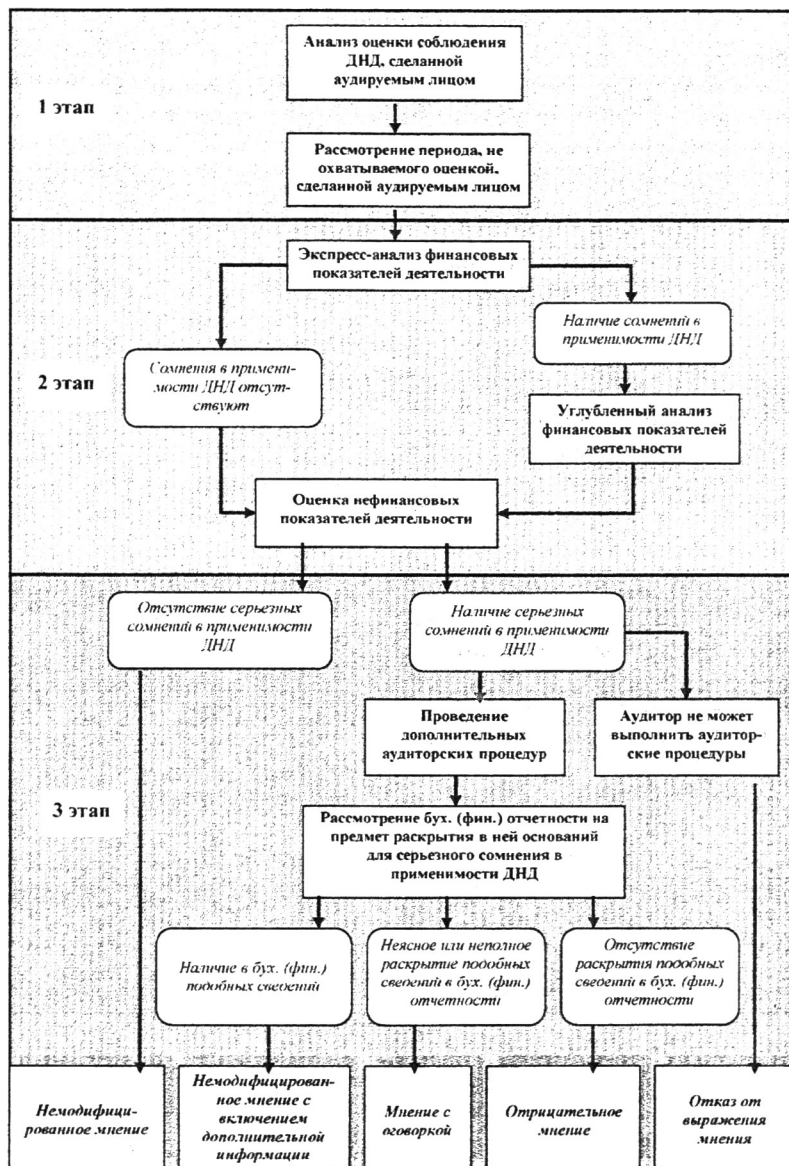 Анализ оценки соблюдения
ДНД, сделанной
аудируемым лицом
1 этап
Рассмотрение периода, не
охватываемого оценкой,
сделанной аудируемым лицом
Экспресс-анализ финансовых
показателей деятельности
Наличие сомнений в
применимости ДНД
2 этап
Сомнения в примени-
мости ДНД отсут-
ствуют
Углубленный анализ
финансовых показателей
деятельности
Оценка нефинансовых
показателей деятельности
Отсутствие серьезных
сомнений в применимости
ДНД
Наличие серьезных
сомнений в применимости
ДНД
Проведение
дополнительных
аудиторских процедур
Аудитор не может
выполнить аудитор-
ские процедуры
3 этап
Рассмотрение бух. (фин.) отчетности на
предмет раскрытия в ней оснований
для серьезного сомнения в
применимости ДНД
Наличие в бух. (фин.)
подобных сведений
Неясное или неполное
раскрытие подобных
сведений в бух. (фин.)
отчетности
Отсутствие
раскрытия подобных
сведений в бух. (фин.)
отчетности
Немодифици-
рованное мнение
Немодифицирован-
ное мнение с
включением
дополнительной
информации
Мнение с
оговоркой
Отрицательное
мнение
Отказ от
выражения
мнения